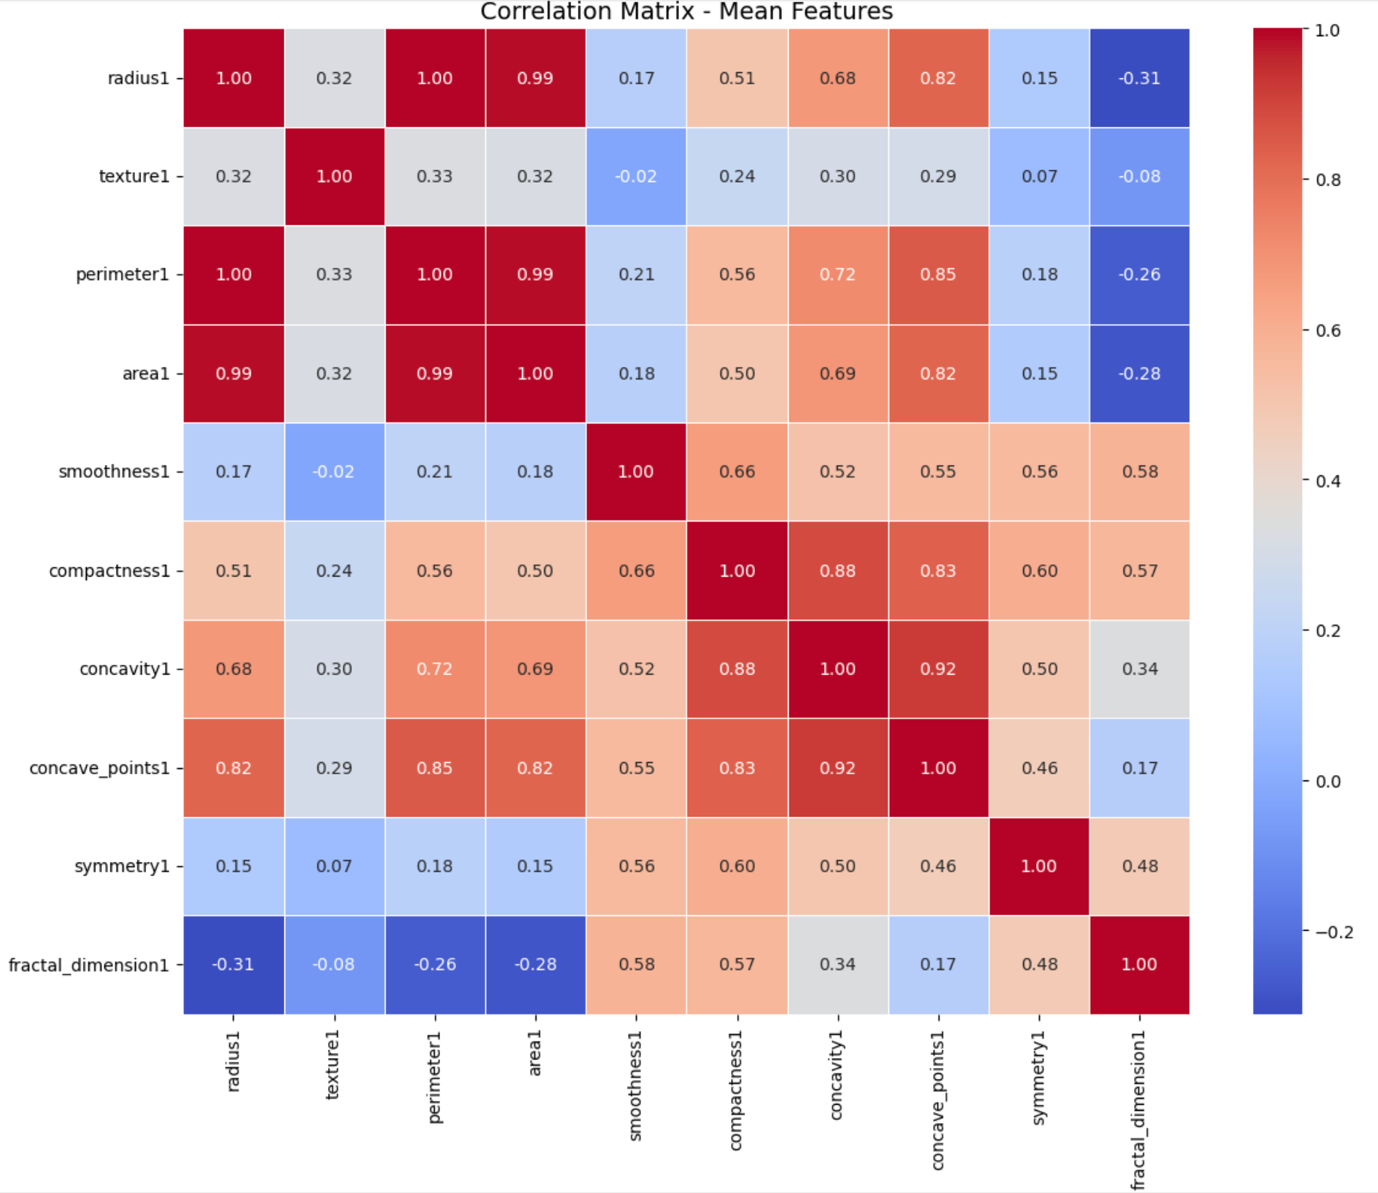 Correlation Matrix - Mean Features
radius1 1.00 0.32 1.00 0.99 0.17 0.51 0.68 0.82 0.15 -0.31
texture1 0.32 1.00 0.33 0.32 -0.02 0.24 0.30 0.29 0.07 -0.08
perimeter1 1.00 0.33 1.00 0.99 0.21 0.56 0.72 0.85 0.18 -0.26
area1 0.99 0.32 0.99 1.00 0.18 0.50 0.69 0.82 0.15 -0.28
smoothness1 0.17 -0.02 0.21 0.18 1.00 0.66 0.52 0.55 0.56 0.58
compactness1 0.51 0.24 0.56 0.50 0.66 1.00 0.88 0.83 0.60 0.57
concavity1 0.68 0.30 0.72 0.69 0.52 0.88 1.00 0.92 0.50 0.34
concave_points1 0.82 0.29 0.85 0.82 0.55 0.83 0.92 1.00 0.46 0.17
symmetry1 0.15 0.07 0.18 0.15 0.56 0.60 0.50 0.46 1.00 0.48
fractal_dimension1 -0.31 -0.08 -0.26 -0.28 0.58 0.57 0.34 0.17 0.48 1.00
radius1
texture1
perimeter1
area1
smoothness1
compactness1
concavity1
concave_points1
symmetry1
fractal_dimension1
1.0
0.8
0.6
0.4
0.2
0.0
−0.2